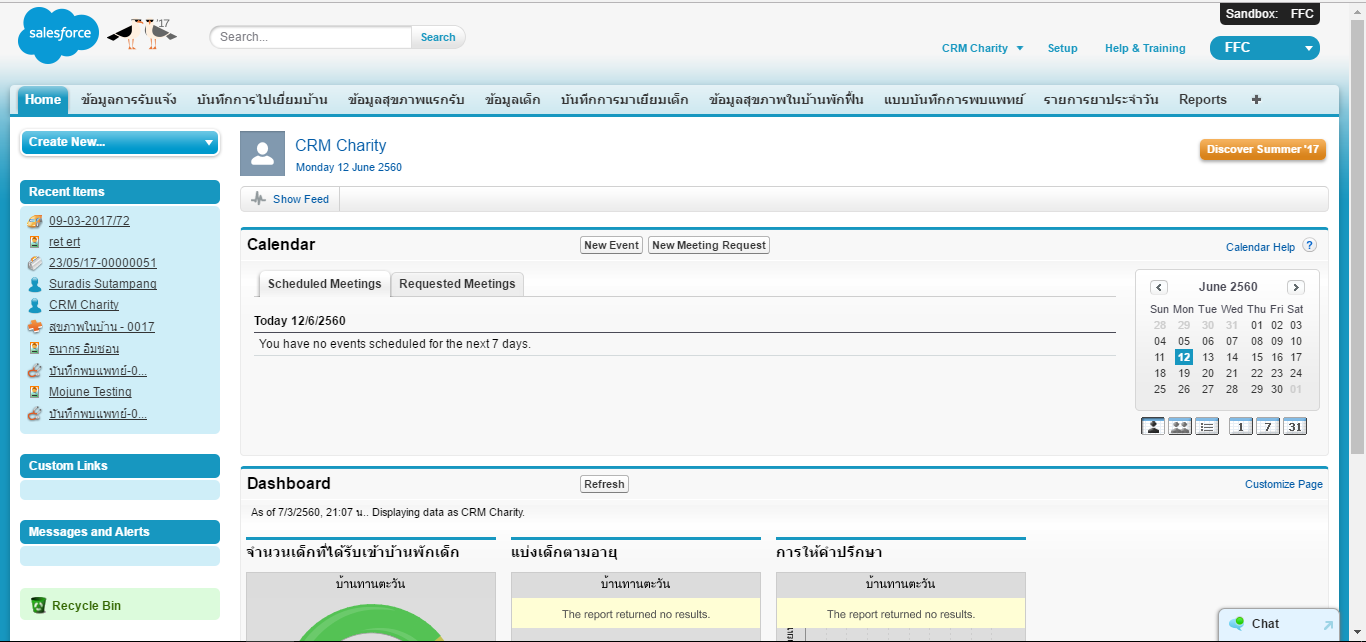 Sandbox: FFC
salesforce
'17
Search...
Search
CRM Charity
Setup
Help & Training
FFC
Home
ข้อมูลการรับแจ้ง
บันทึกการไปเยี่ยมบ้าน
ข้อมูลสุขภาพแรกรับ
ข้อมูลเด็ก
บันทึกการมาเยี่ยมเด็ก
ข้อมูลสุขภาพในบ้านพักฟื้น
แบบบันทึกการพบแพทย์
รายการยาประจำวัน
Reports
+
Create New...
CRM Charity
Monday 12 June 2560
Discover Summer '17
Show Feed
Recent Items
09-03-2017/72
ret ert
23/05/17-00000051
Suradis Sutampang
CRM Charity
สุขภาพในบ้าน - 0017
ธนากร อิ่มซอน
บันทึกพบแพทย์-0...
Mojune Testing
บันทึกพบแพทย์-0...
Custom Links
Messages and Alerts
Recycle Bin
Calendar
New Event
New Meeting Request
Calendar Help ?
Scheduled Meetings
Requested Meetings
Today 12/6/2560
You have no events scheduled for the next 7 days.
June 2560
Sun Mon Tue Wed Thu Fri Sat
28 29 30 31 01 02 03
04 05 06 07 08 09 10
11 12 13 14 15 16 17
18 19 20 21 22 23 24
25 26 27 28 29 30 01
1 7 31
Dashboard
Refresh
Customize Page
As of 7/3/2560, 21:07 น.. Displaying data as CRM Charity.
จำนวนเด็กที่ได้รับเข้าบ้านพักเด็ก
บ้านทานตะวัน
แบ่งเด็กตามอายุ
บ้านทานตะวัน
The report returned no results.
การให้คำปรึกษา
บ้านทานตะวัน
The report returned no results.
Chat